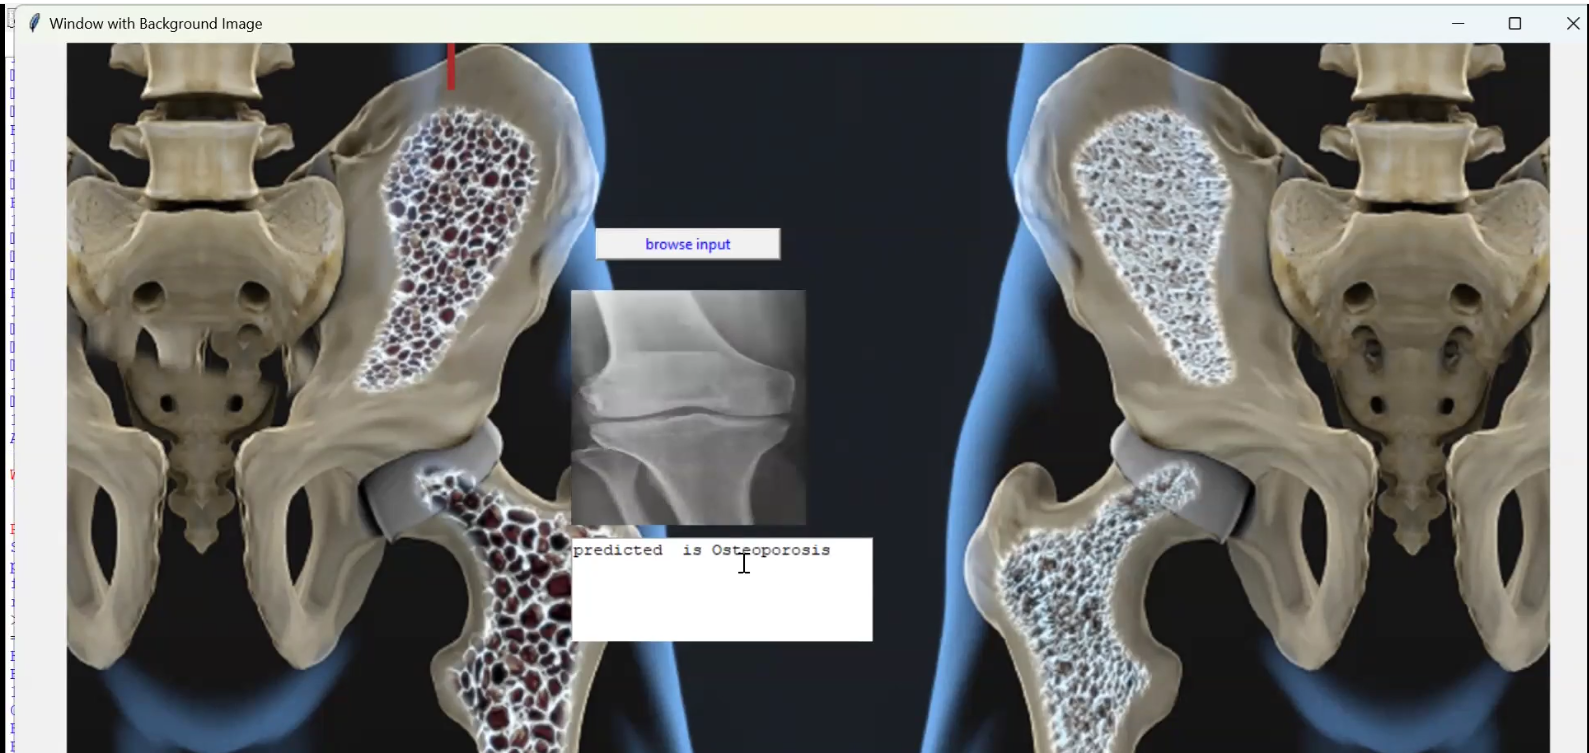 Window with Background Image
browse input
predicted  is Osteoporosis